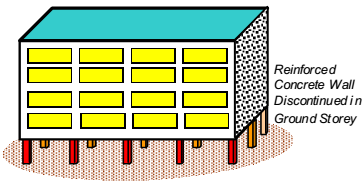 Reinforced
Concrete Wall
Discontinued in
Ground Storey